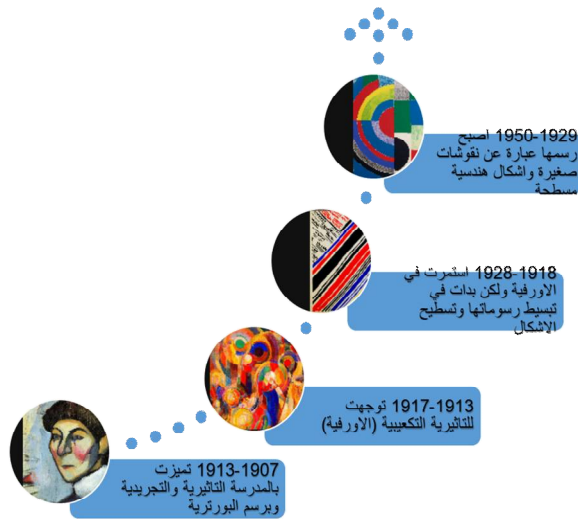 1950-1929 اصبح
رسمها عبارة عن نقوشات
صغيرة واشكال هندسية
مسطحة
1928-1918 استمرت في
الاورفية ولكن بدات في
تبسيط رسوماتها وتسطيح
الاشكال
1917-1913 توجهت
للتاثيرية التكعيبية (الاورفية)
1913-1907 تميزت
بالمدرسة التاثيرية والتجريدية
وبرسم البورترية